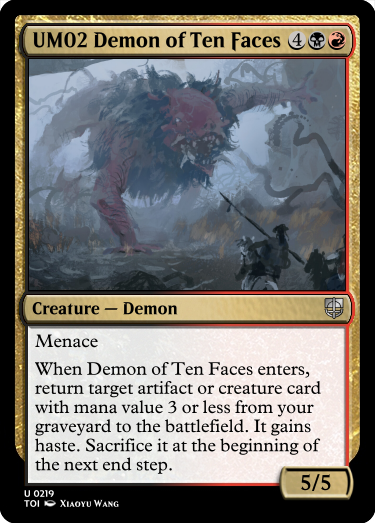 UM02 Demon of Ten Faces 4
Creature — Demon
Menace
When Demon of Ten Faces enters,
return target artifact or creature card
with mana value 3 or less from your
graveyard to the battlefield. It gains
haste. Sacrifice it at the beginning of
the next end step.
5/5
U 0219
TOI XIAOYU WANG